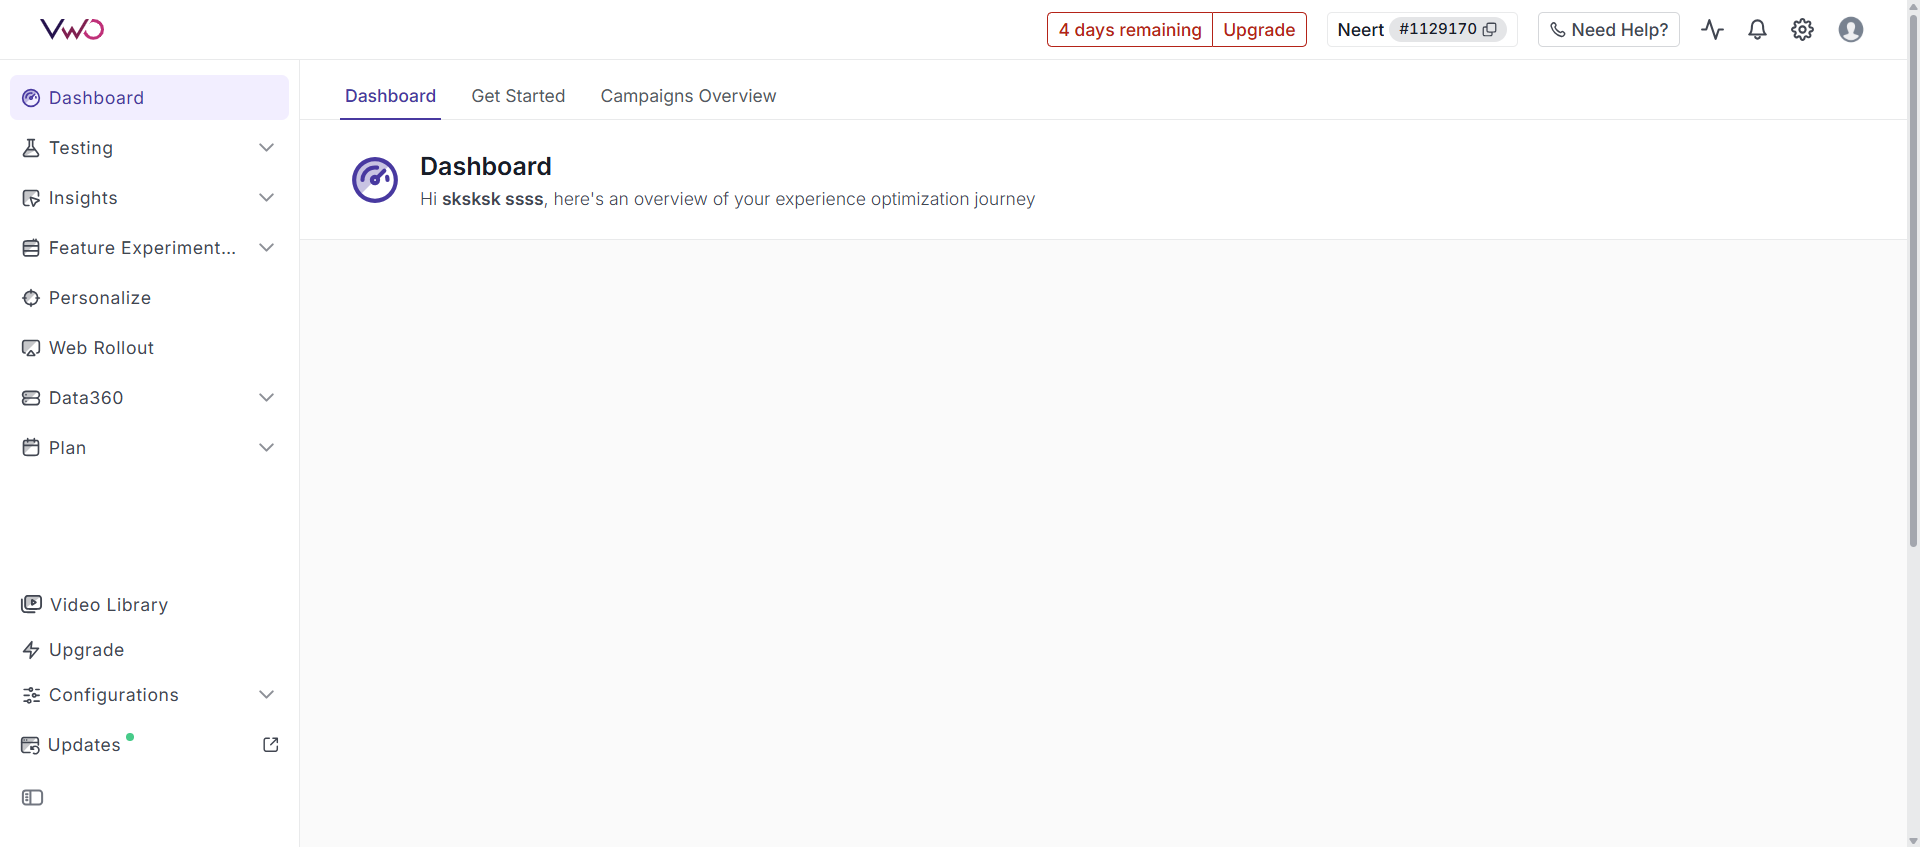 VWO
4 days remaining Upgrade
Neert #1129170
Need Help?
Dashboard
Testing
Insights
Feature Experiment...
Personalize
Web Rollout
Data360
Plan
Video Library
Upgrade
Configurations
Updates
Dashboard Get Started Campaigns Overview
Dashboard
Hi sksksk ssss, here's an overview of your experience optimization journey